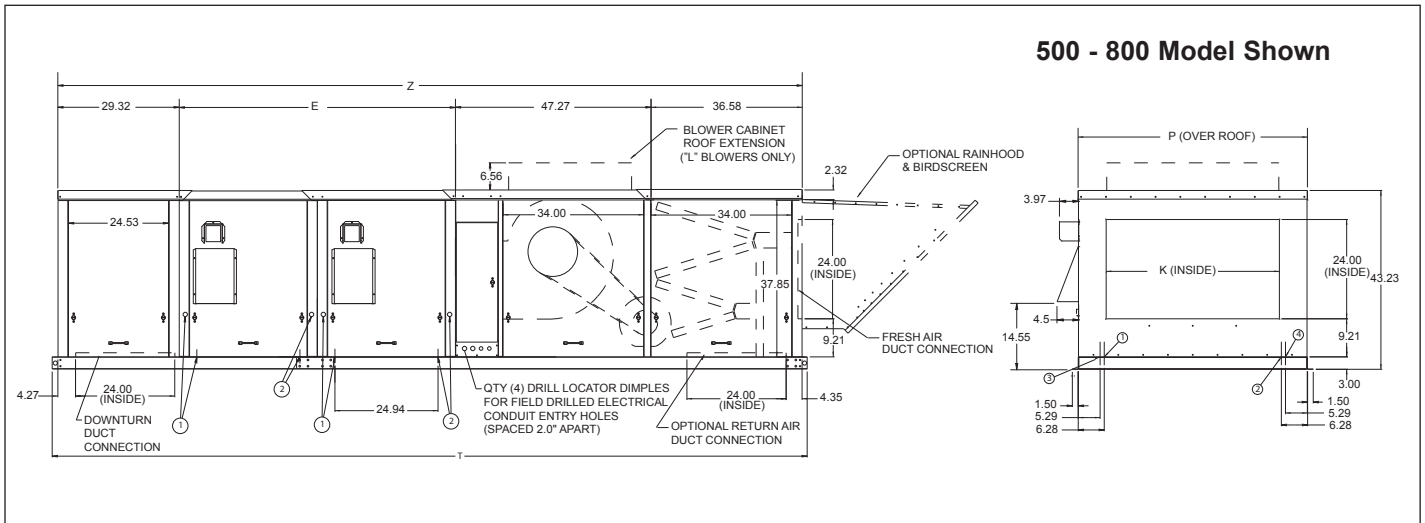 500 - 800 Model Shown
Z
29.32
E
47.27
36.58
P (OVER ROOF)
BLOWER CABINET
ROOF EXTENSION
("L" BLOWERS ONLY)
OPTIONAL RAINHOOD
& BIRDSCREEN
6.56
2.32
3.97
24.53
34.00
34.00
24.00
(INSIDE)
37.85
K (INSIDE)
24.00
(INSIDE)
43.23
4.5
14.55
9.21
FRESH AIR
DUCT CONNECTION
1
4
9.21
3
2
3.00
4.27
24.00
(INSIDE)
DOWNTURN
DUCT
CONNECTION
1
2
1
24.94
2
QTY (4) DRILL LOCATOR DIMPLES
FOR FIELD DRILLED ELECTRICAL
CONDUIT ENTRY HOLES
(SPACED 2.0" APART)
24.00
(INSIDE)
4.35
OPTIONAL RETURN AIR
DUCT CONNECTION
1.50
5.29
6.28
1.50
5.29
6.28
T